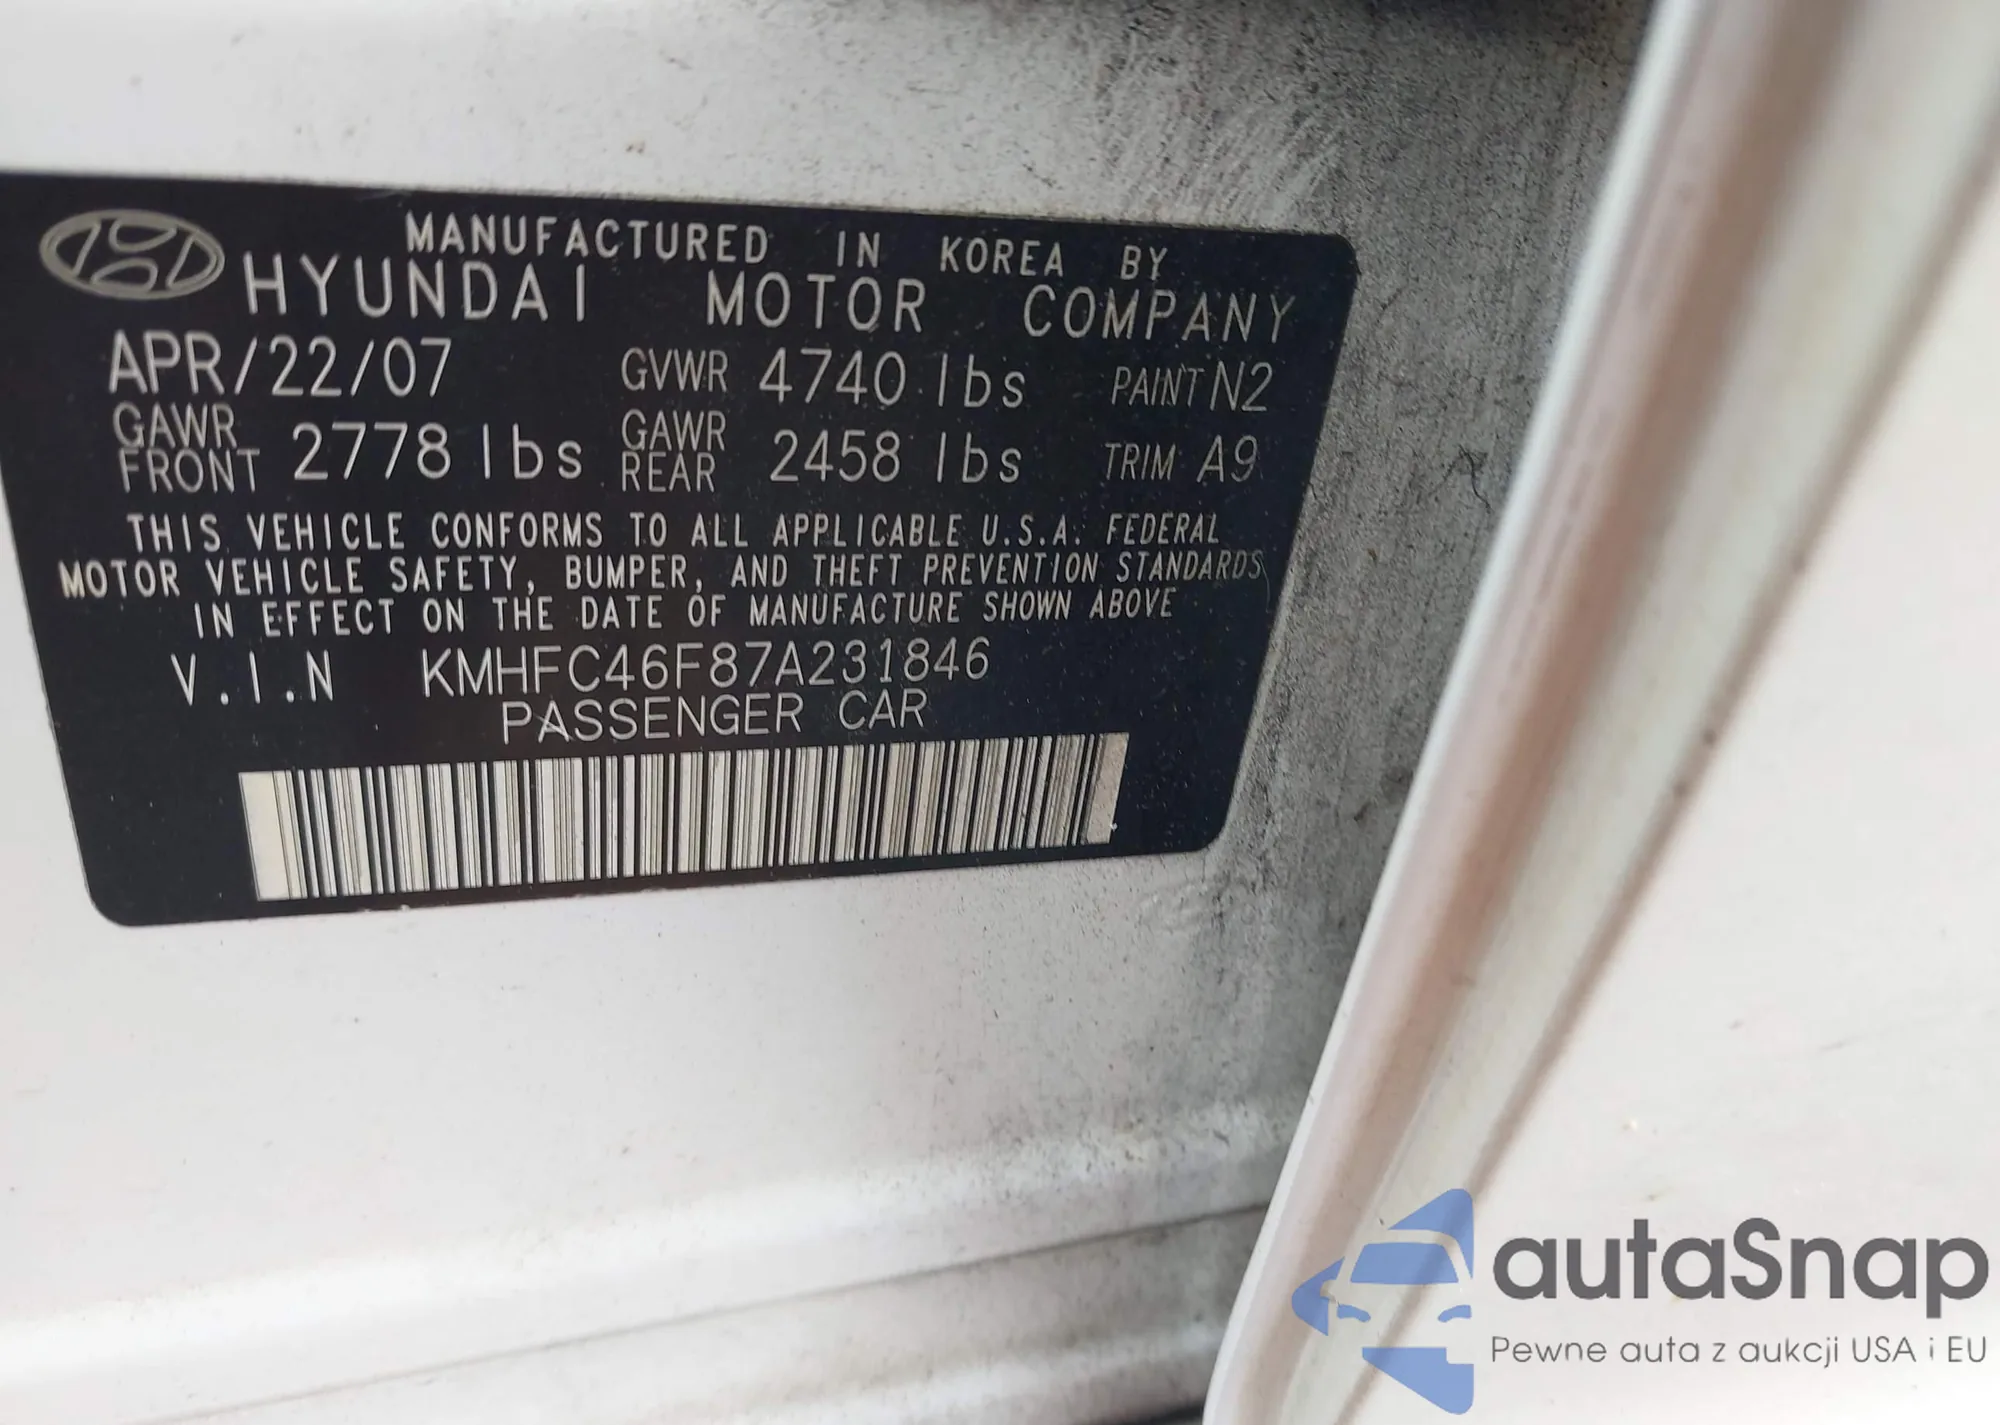 MANUFACTURED IN KOREA BY
HYUNDAI MOTOR COMPANY
APR/22/07 GVWR 4740 lbs PAINT N2
GAWR FRONT 2778 lbs GAWR REAR 2458 lbs TRIM A9
THIS VEHICLE CONFORMS TO ALL APPLICABLE U.S.A. FEDERAL
MOTOR VEHICLE SAFETY, BUMPER, AND THEFT PREVENTION STANDARDS
IN EFFECT ON THE DATE OF MANUFACTURE SHOWN ABOVE
V.I.N KMHFC46F87A231846
PASSENGER CAR
autaSnap
Pewne auta z aukcji USA i EU